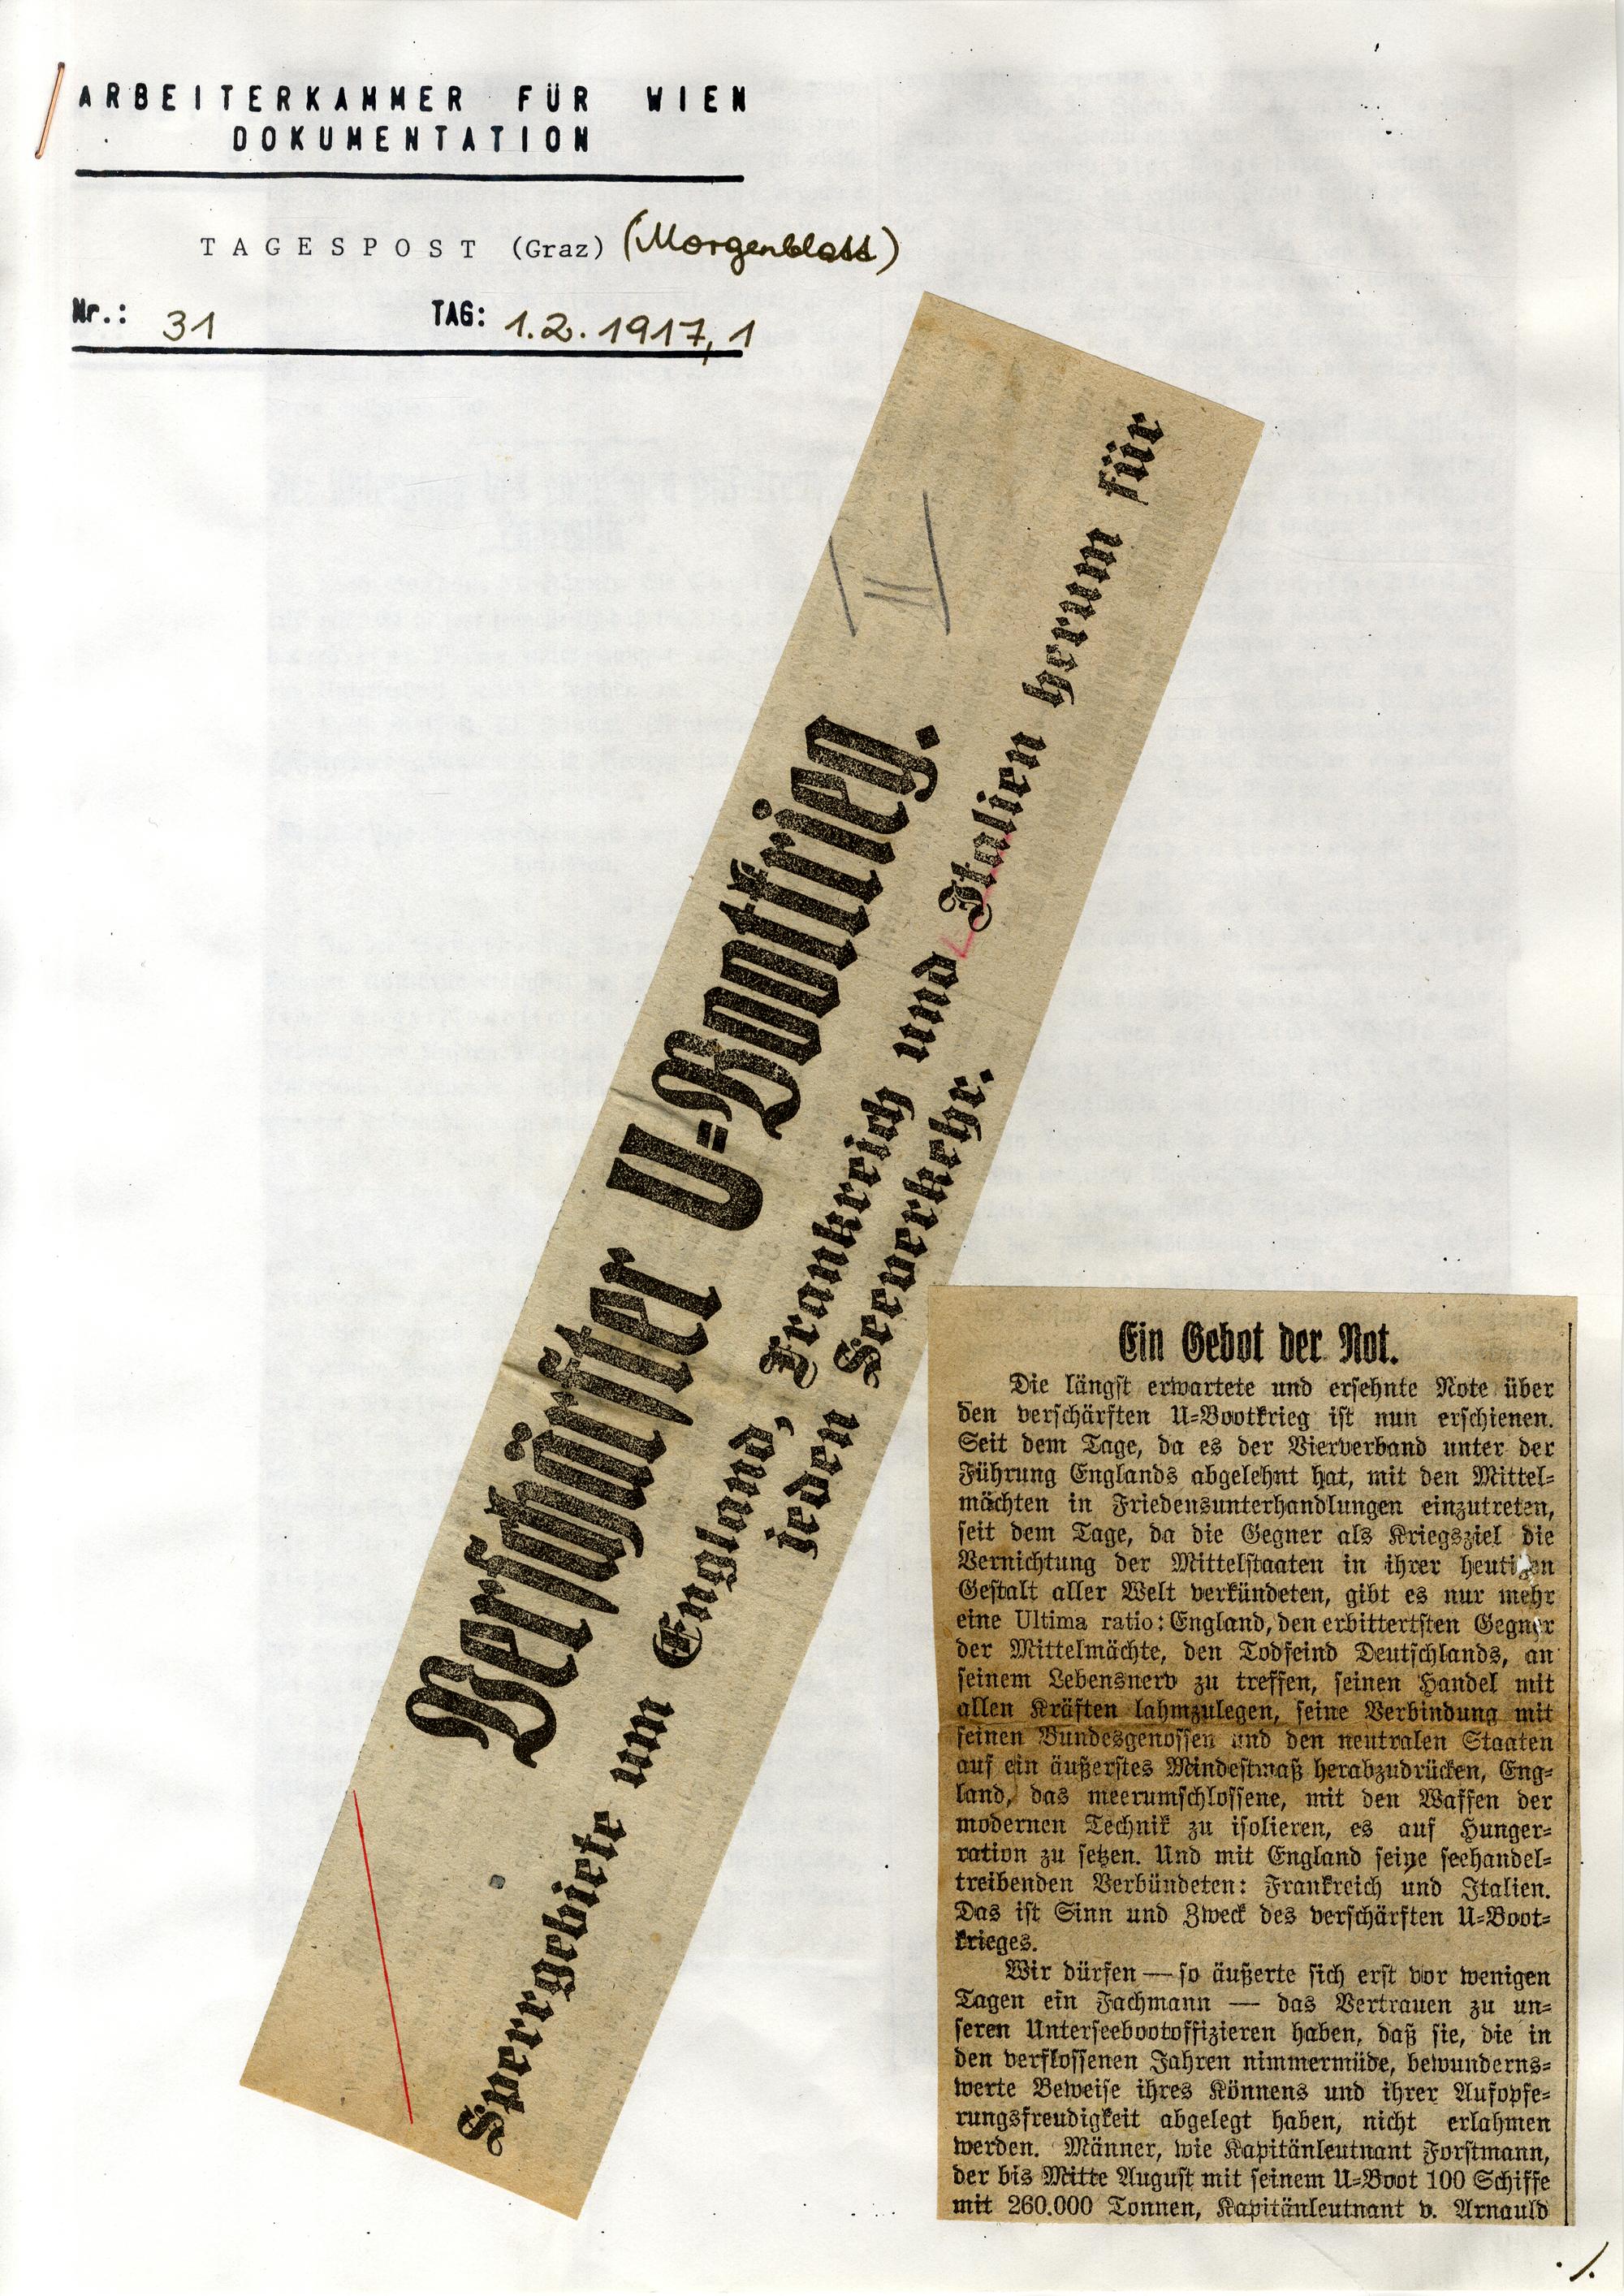 ARBEITERKAMMER FÜR WIEN
DOKUMENTATION
TAGESPOST (Graz) (Morgenblatt)
Nr.: 31 TAG: 1.2.1917, 1
II
Verschärfter U=Bootkrieg.
Sperrgebiete um England, Frankreich und Italien herum für
jeden Seeverkehr.
Ein Gebot der Not.
Die längst erwartete und ersehnte Note über
den verschärften U=Bootkrieg ist nun erschienen.
Seit dem Tage, da es der Vierverband unter der
Führung Englands abgelehnt hat, mit den Mittel=
mächten in Friedensunterhandlungen einzutreten,
seit dem Tage, da die Gegner als Kriegsziel die
Vernichtung der Mittelstaaten in ihrer heutigen
Gestalt aller Welt verkündeten, gibt es nur mehr
eine Ultima ratio: England, den erbittertsten Gegner
der Mittelmächte, den Todfeind Deutschlands, an
seinem Lebensnerv zu treffen, seinen Handel mit
allen Kräften lahmzulegen, seine Verbindung mit
seinen Bundesgenossen und den neutralen Staaten
auf ein äußerstes Mindestmaß herabzudrücken, Eng=
land, das meerumschlossene, mit den Waffen der
modernen Technik zu isolieren, es auf Hunger=
ration zu setzen. Und mit England seine seehandel=
treibenden Verbündeten: Frankreich und Italien.
Das ist Sinn und Zweck des verschärften U=Boot=
krieges.
Wir dürfen — so äußerte sich erst vor wenigen
Tagen ein Fachmann — das Vertrauen zu un=
seren Unterseebootoffizieren haben, daß sie, die in
den verflossenen Jahren nimmermüde, bewunderns=
werte Beweise ihres Könnens und ihrer Aufopfe=
rungsfreudigkeit abgelegt haben, nicht erlahmen
werden. Männer, wie Kapitänleutnant Forstmann,
der bis Mitte August mit seinem U=Boot 100 Schiffe
mit 260.000 Tonnen, Kapitänleutnant v. Arnauld
./.